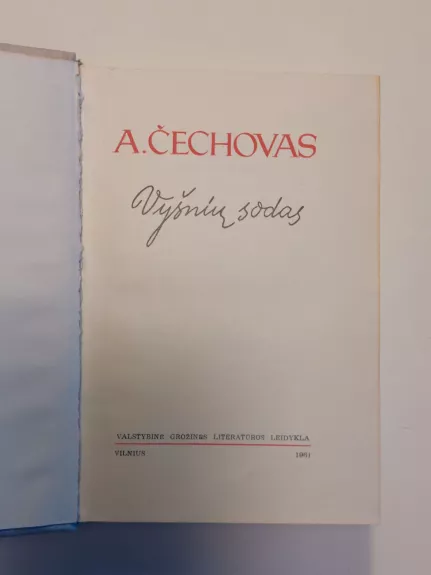 A. ČECHOVAS
Vyšnių sodas
VALSTYBINĖ GROŽINĖS LITERATŪROS LEIDYKLA
VILNIUS